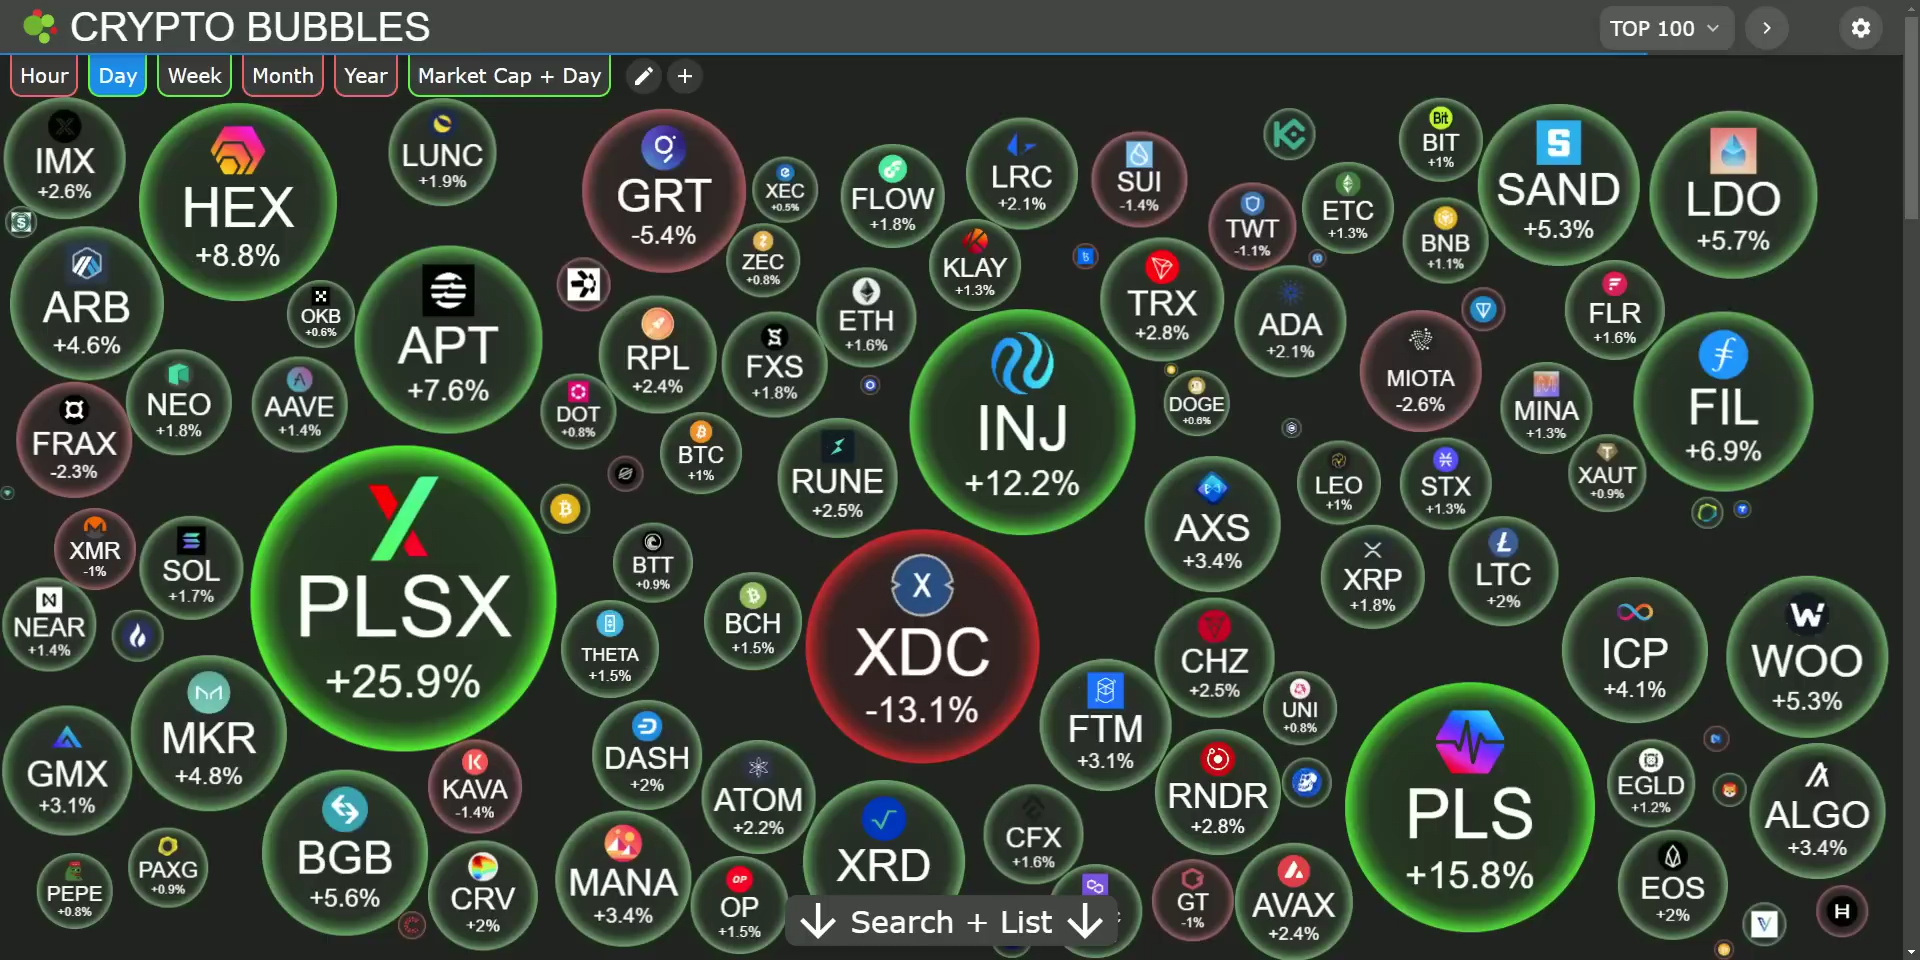 CRYPTO BUBBLES
TOP 100
Hour
Day
Week
Month
Year
Market Cap + Day
IMX
+2.6%
HEX
+8.8%
LUNC
+1.9%
GRT
-5.4%
XEC
+0.5%
FLOW
+1.8%
LRC
+2.1%
SUI
-1.4%
TWT
-1.1%
ETC
+1.3%
Bit
BIT
+1%
BNB
+1.1%
SAND
+5.3%
LDO
+5.7%
ARB
+4.6%
OKB
+0.6%
APT
+7.6%
ZEC
+0.8%
KLAY
+1.3%
ETH
+1.6%
TRX
+2.8%
ADA
+2.1%
FLR
+1.6%
RPL
+2.4%
FXS
+1.8%
INJ
+12.2%
DOGE
+0.6%
MIOTA
-2.6%
MINA
+1.3%
FIL
+6.9%
FRAX
-2.3%
NEO
+1.8%
AAVE
+1.4%
DOT
+0.8%
BTC
+1%
RUNE
+2.5%
AXS
+3.4%
LEO
+1%
STX
+1.3%
XAUT
+0.9%
XMR
-1%
SOL
+1.7%
PLSX
+25.9%
BTT
+0.9%
XRP
+1.8%
LTC
+2%
NEAR
+1.4%
THETA
+1.5%
BCH
+1.5%
XDC
-13.1%
CHZ
+2.5%
ICP
+4.1%
WOO
+5.3%
MKR
+4.8%
FTM
+3.1%
UNI
+0.8%
GMX
+3.1%
KAVA
-1.4%
DASH
+2%
ATOM
+2.2%
RNDR
+2.8%
PLS
+15.8%
EGLD
+1.2%
ALGO
+3.4%
PEPE
+0.8%
PAXG
+0.9%
BGB
+5.6%
CRV
+2%
MANA
+3.4%
OP
OP
+1.5%
XRD
CFX
+1.6%
GT
-1%
AVAX
+2.4%
EOS
+2%
Search + List